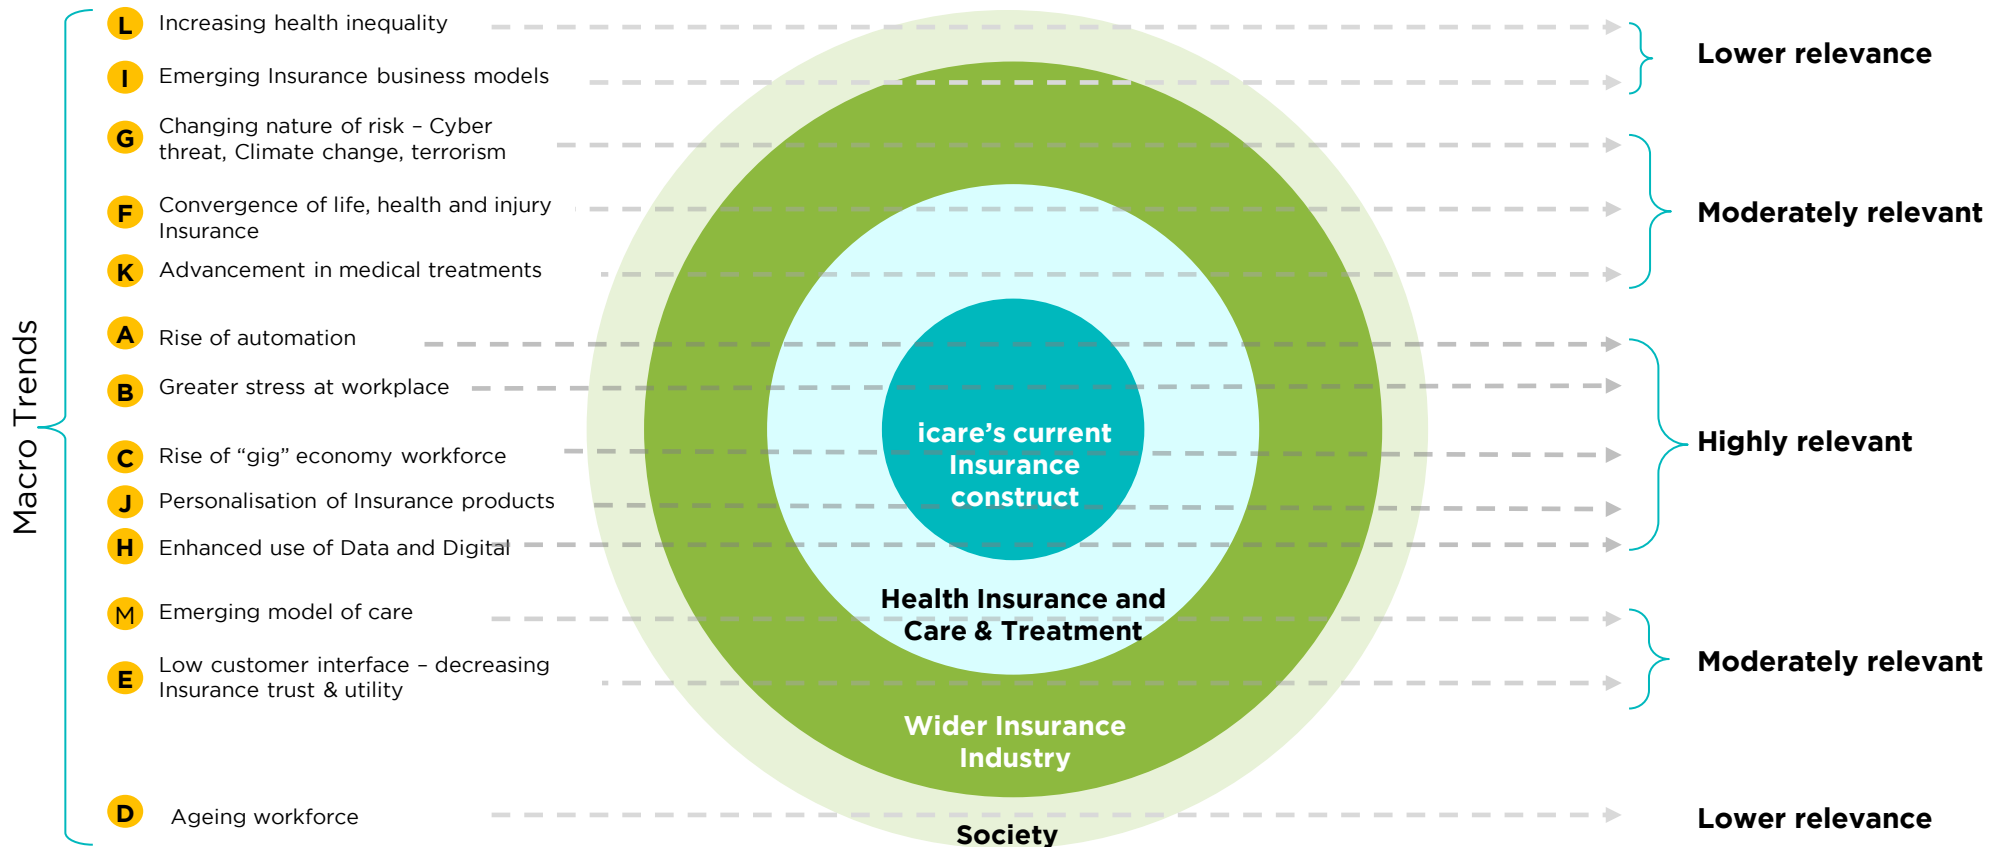 Macro Trends
L Increasing health inequality
I Emerging Insurance business models
G Changing nature of risk – Cyber
threat, Climate change, terrorism
F Convergence of life, health and injury
Insurance
K Advancement in medical treatments
A Rise of automation
B Greater stress at workplace
C Rise of “gig” economy workforce
J Personalisation of Insurance products
H Enhanced use of Data and Digital
M Emerging model of care
E Low customer interface – decreasing
Insurance trust & utility
D Ageing workforce
icare’s current
Insurance
construct
Health Insurance and
Care & Treatment
Wider Insurance
Industry
Society
Lower relevance
Moderately relevant
Highly relevant
Moderately relevant
Lower relevance